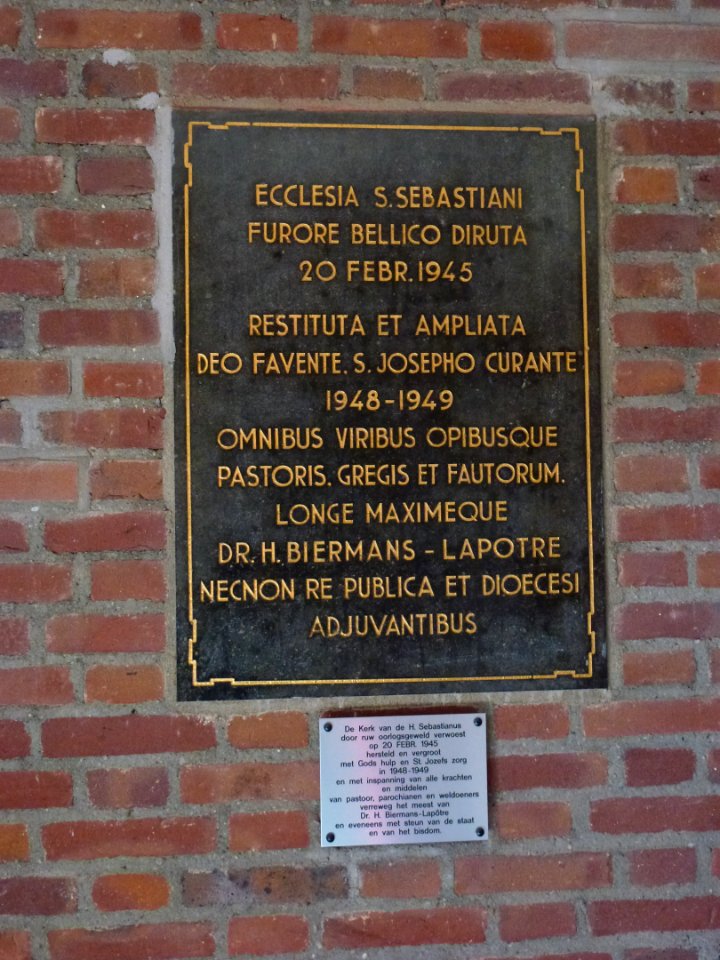 ECCLESIA S. SEBASTIANI
FURORE BELLICO DIRUTA
20 FEBR. 1945
RESTITUTA ET AMPLIATA
DEO FAVENTE. S. JOSEPHO CURANTE
1948-1949
OMNIBUS VIRIBUS OPIBUSQUE
PASTORIS. GREGIS ET FAUTORUM.
LONGE MAXIMEQUE
DR. H. BIERMANS - LAPOTRE
NECNON RE PUBLICA ET DIOECESI
ADJUVANTIBUS
De Kerk van de H. Sebastianus
door ruw oorlogsgeweld verwoest
op 20 FEBR. 1945
hersteld en vergroot
met Gods hulp en St. Jozefs zorg
in 1948-1949
en met inspanning van alle krachten
en middelen
van pastoor, parochianen en weldoeners
verreweg het meest van
Dr. H. Biermans-Lapôtre
en eveneens met steun van de staat
en van het bisdom.